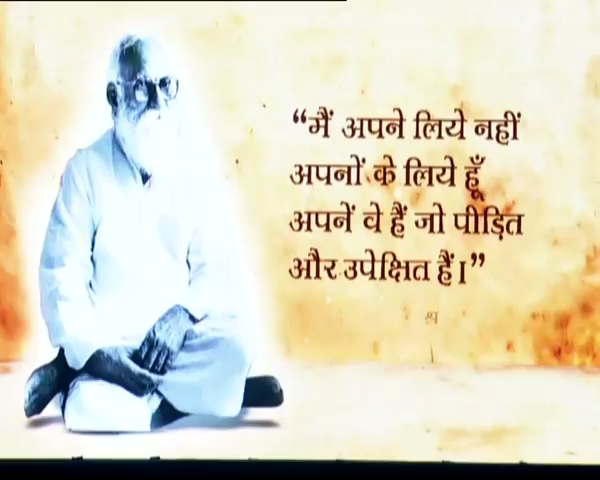 “मैं अपने लिये नहीं
अपनों के लिये हूँ
अपनें वे हैं जो पीड़ित
और उपेक्षित हैं।”